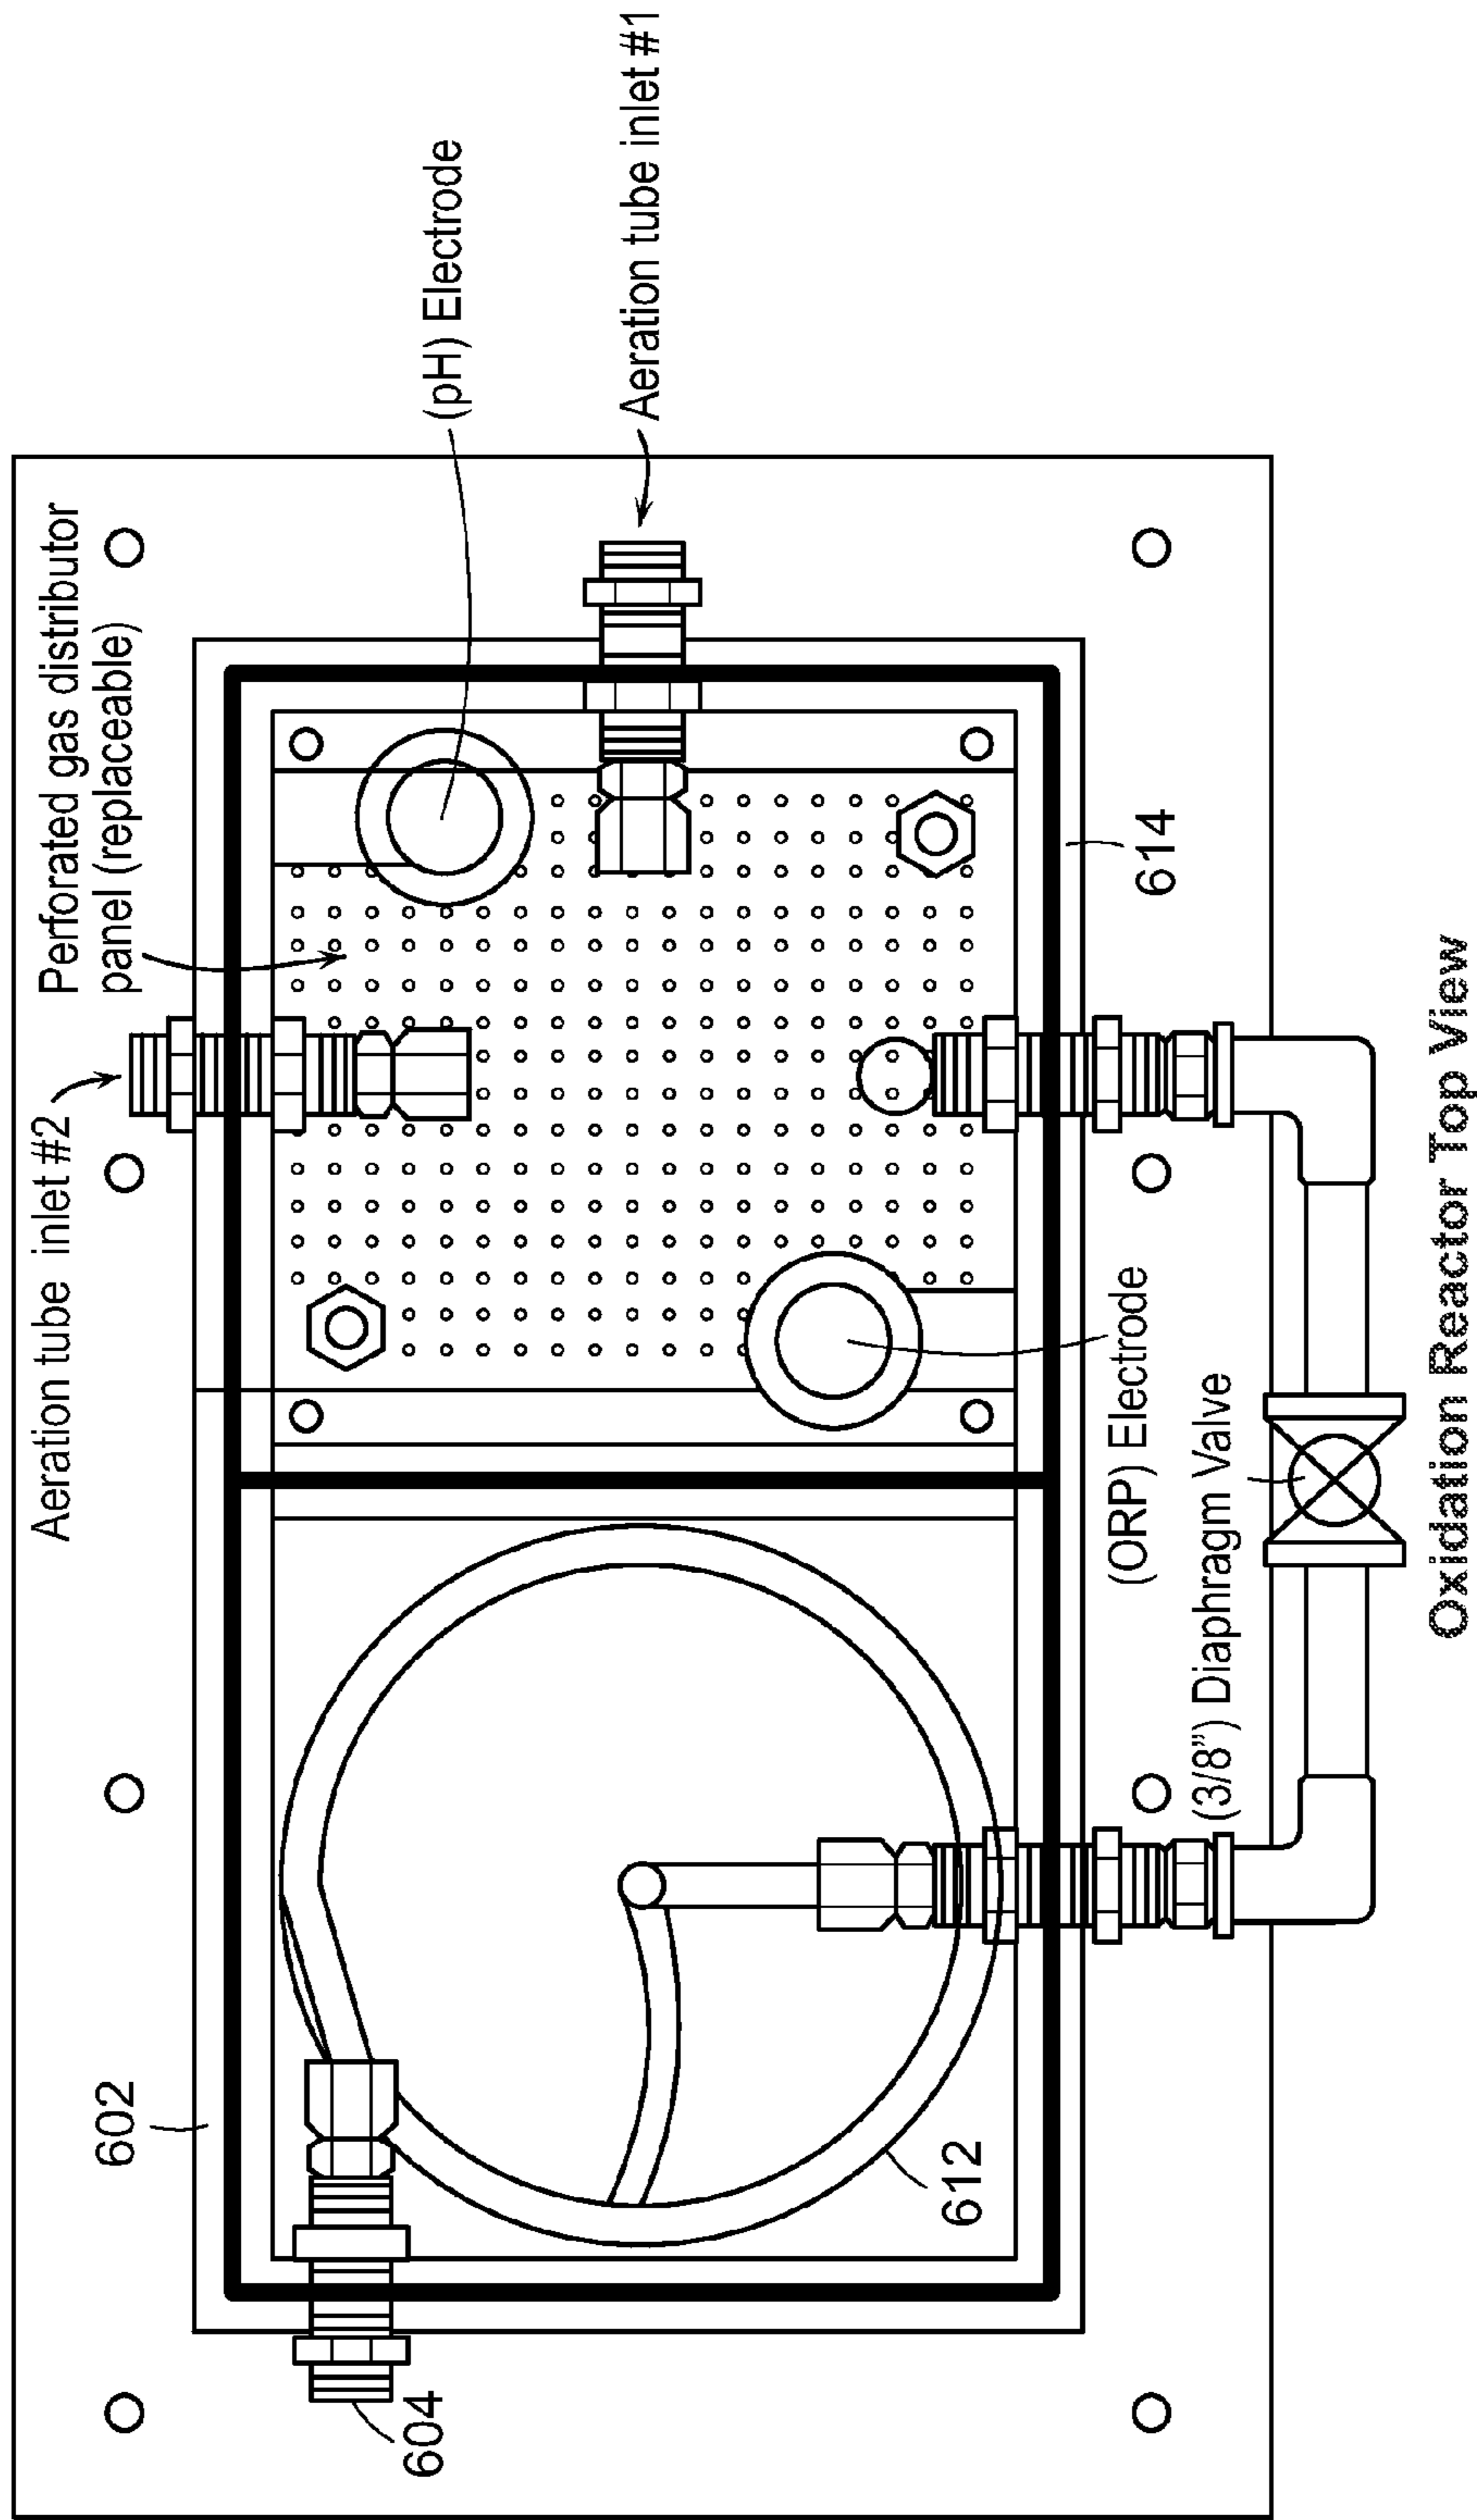 Aeration tube inlet #2
Perforated gas distributor
panel (replaceable)
(pH) Electrode
Aeration tube inlet #1
602
604
612
614
(ORP) Electrode
(3/8") Diaphragm Valve
Oxidation Reactor Top View